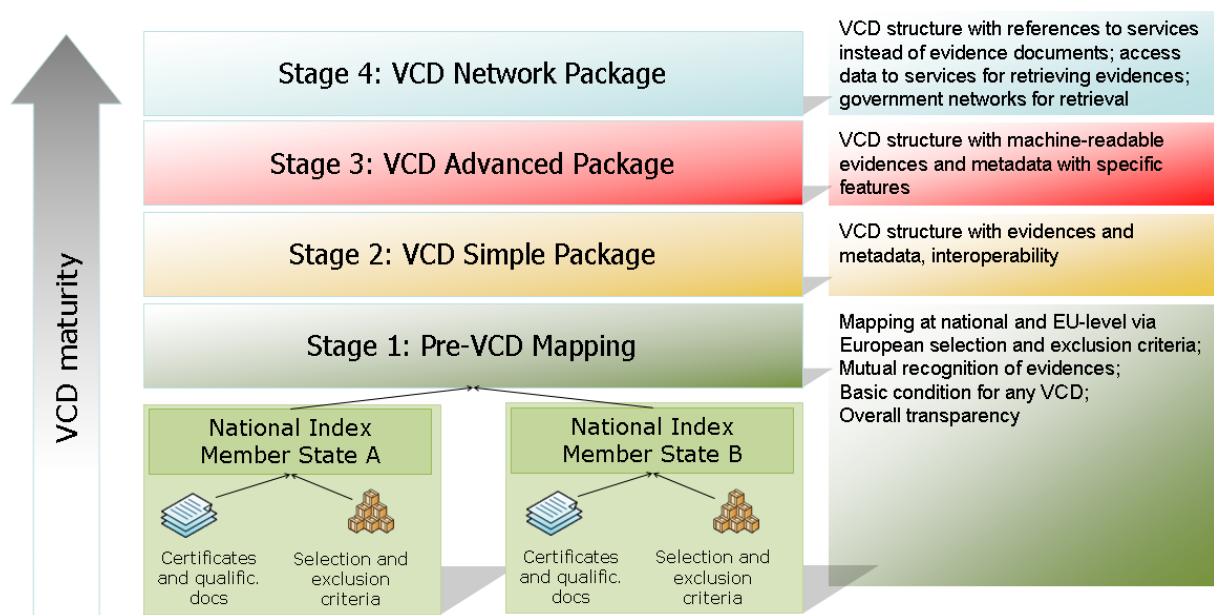 VCD maturity
Stage 4: VCD Network Package
VCD structure with references to services
instead of evidence documents; access
data to services for retrieving evidences;
government networks for retrieval
Stage 3: VCD Advanced Package
VCD structure with machine-readable
evidences and metadata with specific
features
Stage 2: VCD Simple Package
VCD structure with evidences and
metadata, interoperability
Stage 1: Pre-VCD Mapping
Mapping at national and EU-level via
European selection and exclusion criteria;
Mutual recognition of evidences;
Basic condition for any VCD;
Overall transparency
National Index
Member State A
Certificates
and qualific.
docs
Selection and
exclusion
criteria
National Index
Member State B
Certificates
and qualific.
docs
Selection and
exclusion
criteria